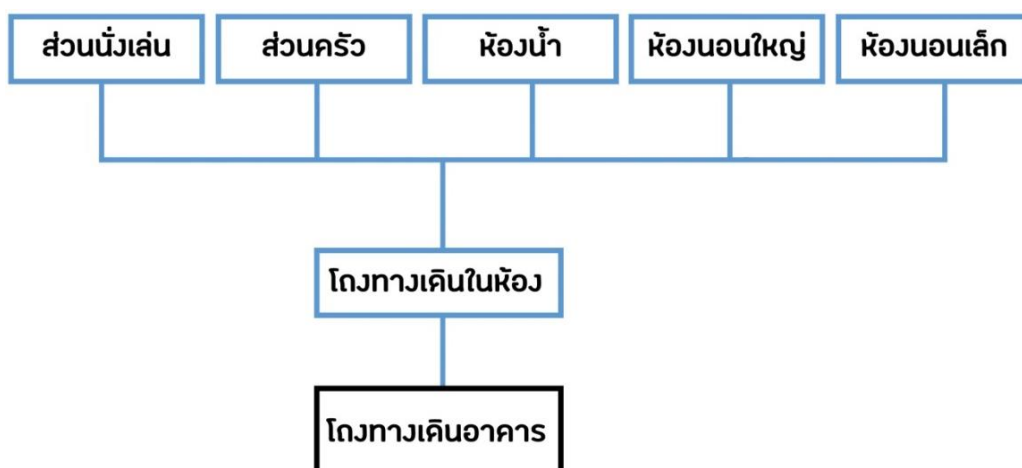 ส่วนนั่งเล่น
ส่วนครัว
ห้องน้ำ
ห้องนอนใหญ่
ห้องนอนเล็ก
โถงทางเดินในห้อง
โถงทางเดินอาคาร